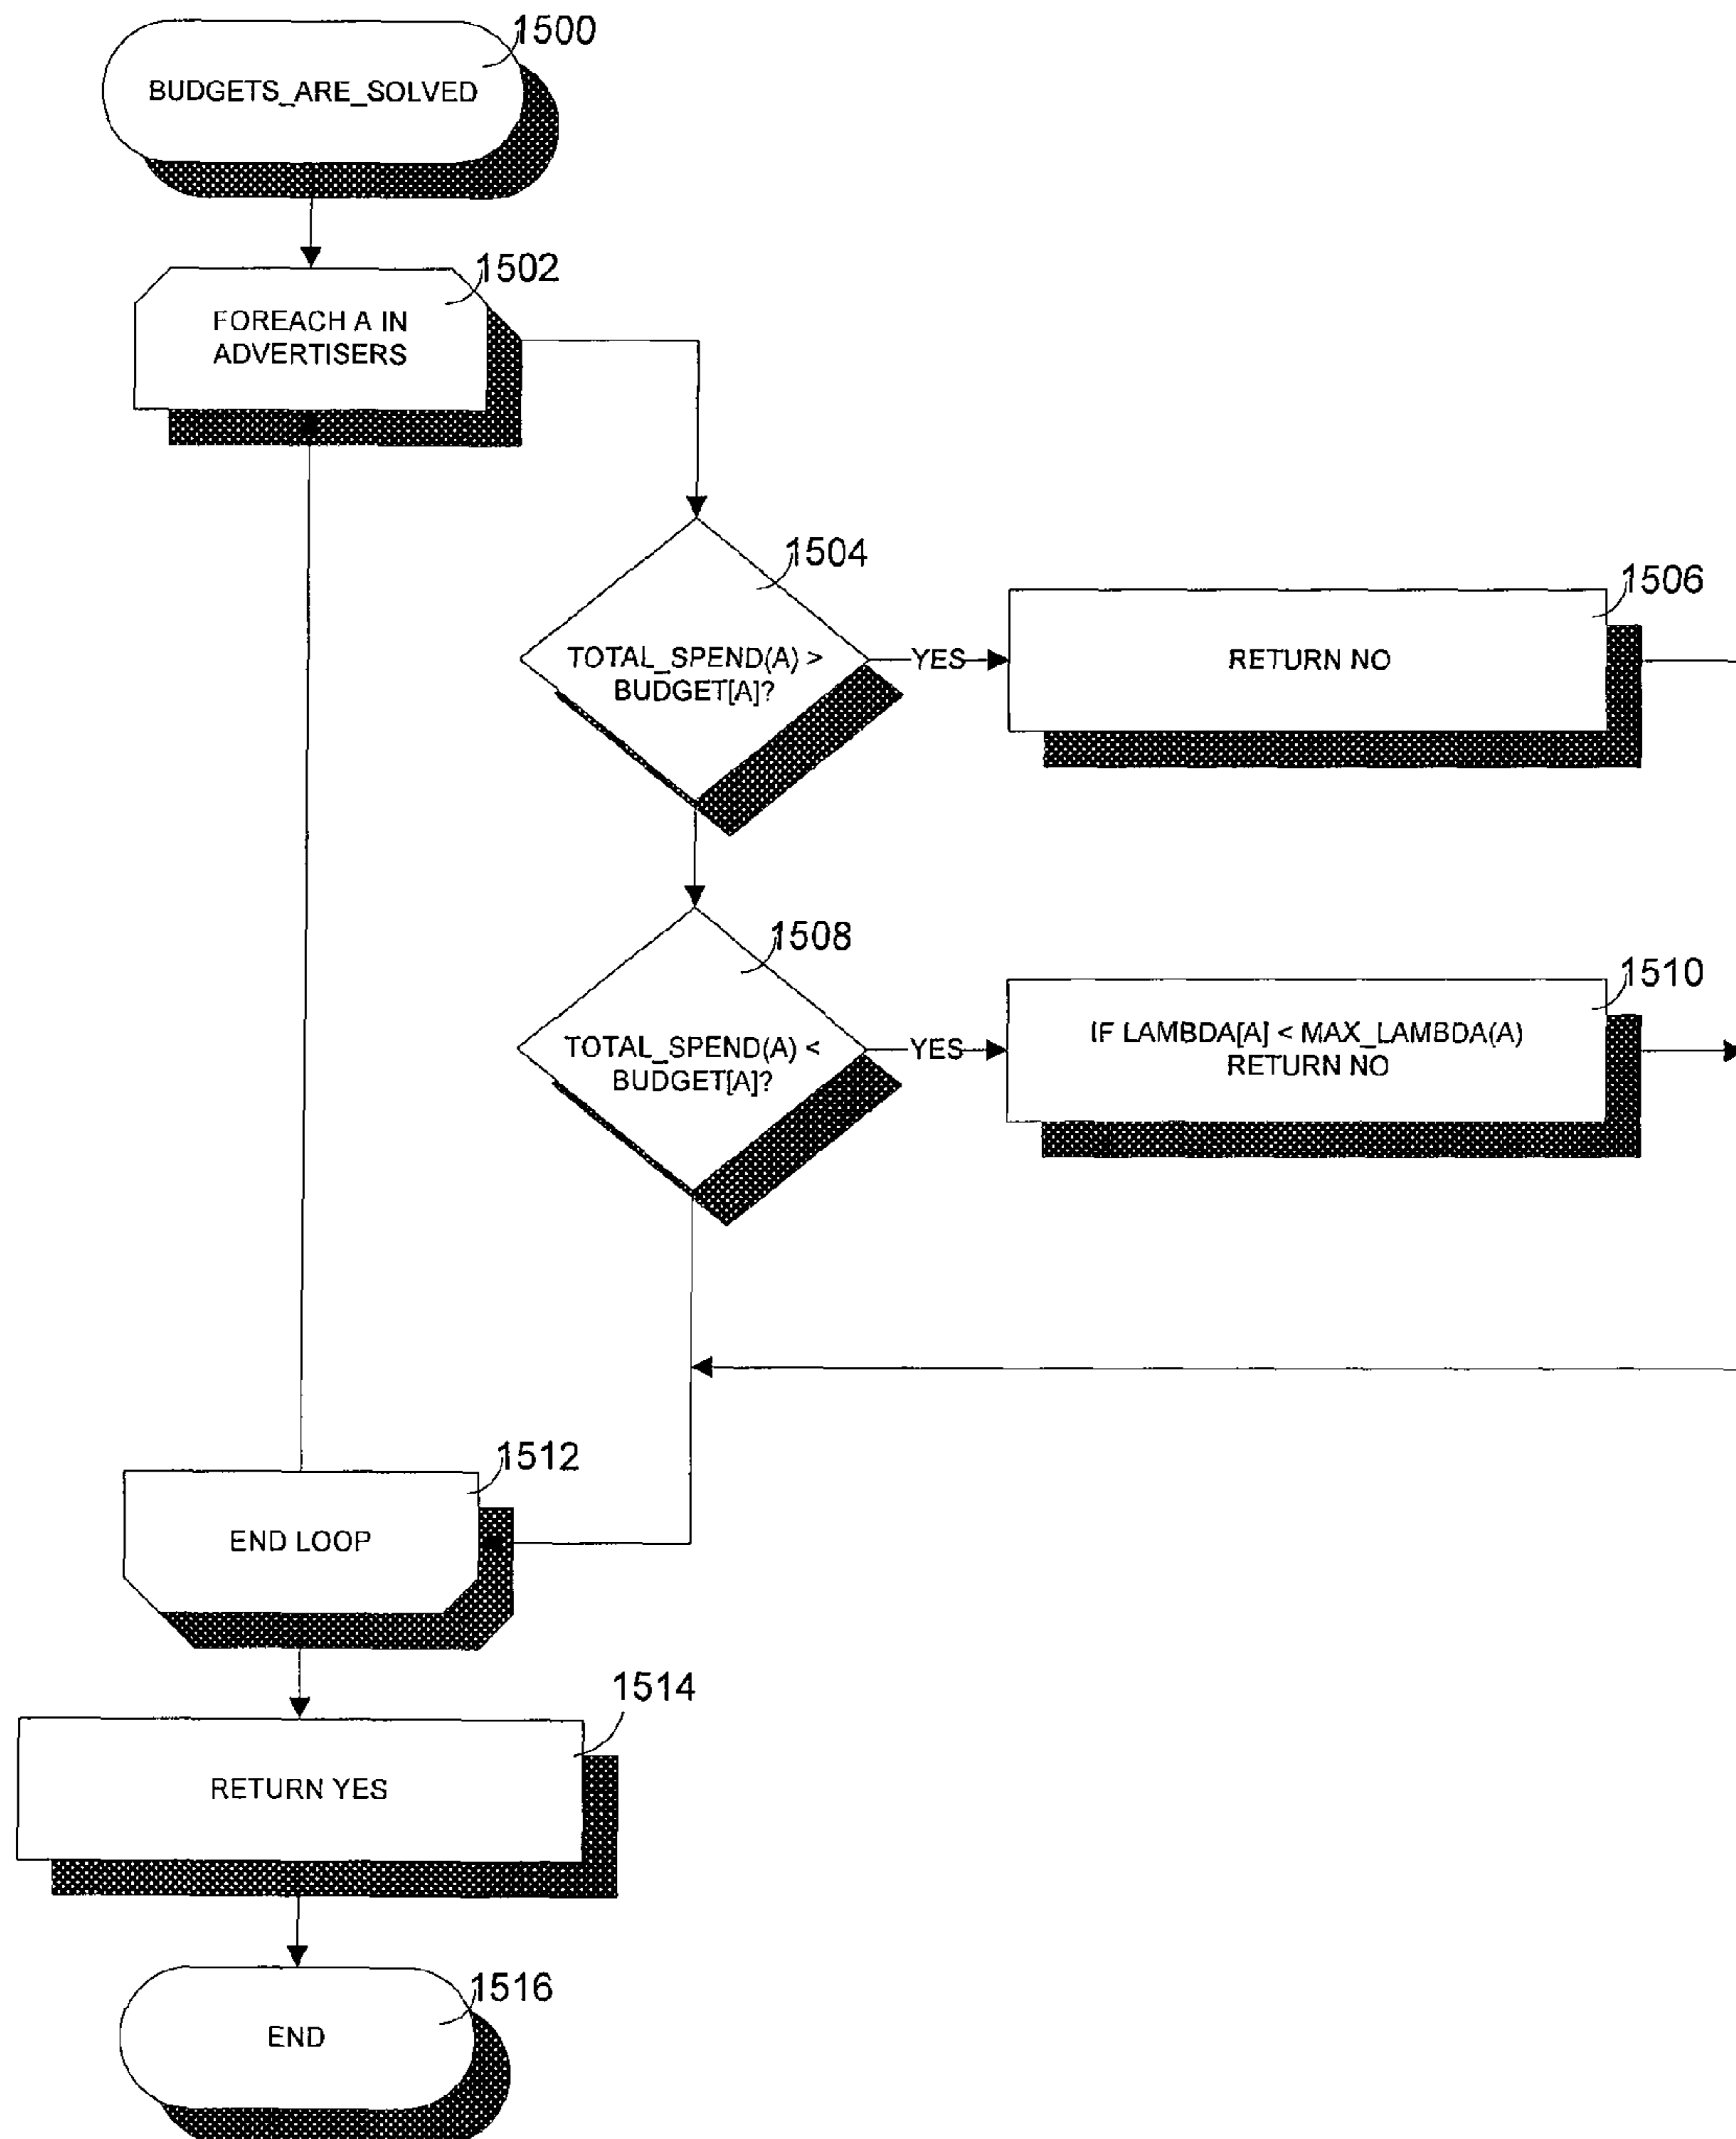 1500
BUDGETS_ARE_SOLVED
1502
FOREACH A IN
ADVERTISERS
1504
TOTAL_SPEND(A) >
BUDGET[A]?
YES
1506
RETURN NO
1508
TOTAL_SPEND(A) <
BUDGET[A]?
YES
1510
IF LAMBDA[A] < MAX_LAMBDA(A)
RETURN NO
1512
END LOOP
1514
RETURN YES
1516
END